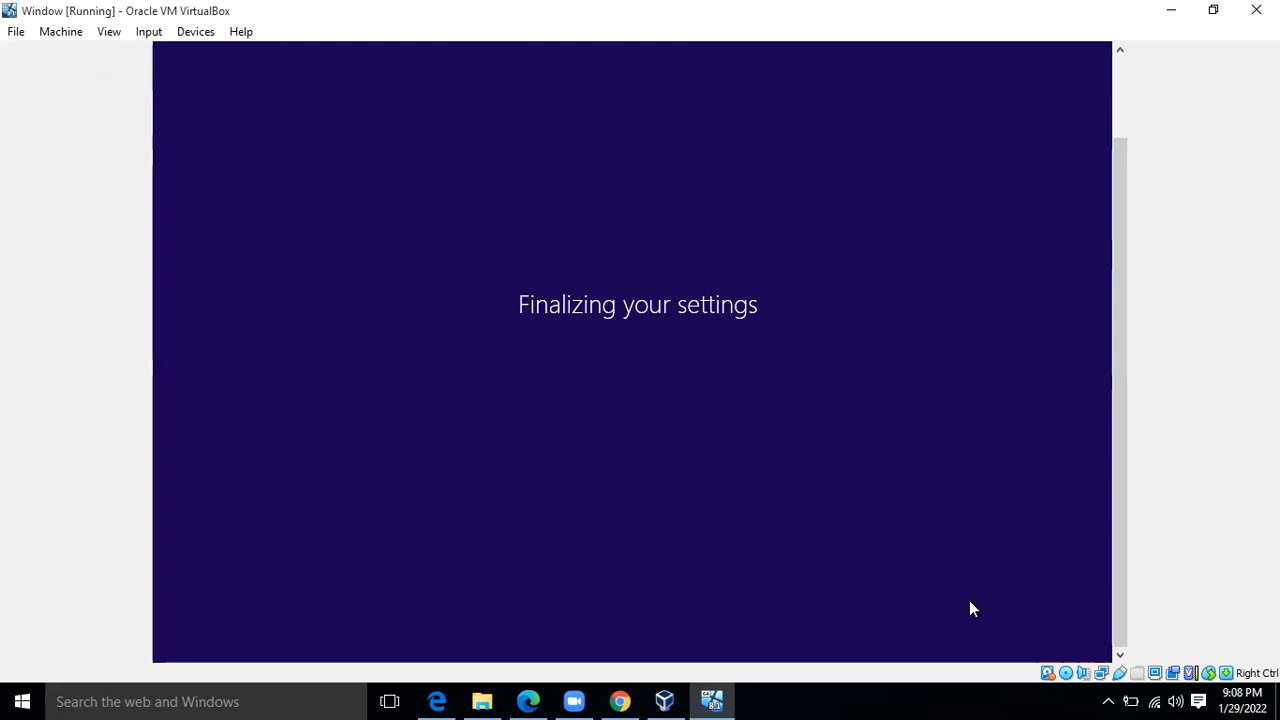 Window [Running] - Oracle VM VirtualBox
File Machine View Input Devices Help
Finalizing your settings
Right Ctrl
Search the web and Windows
9:08 PM
1/29/2022